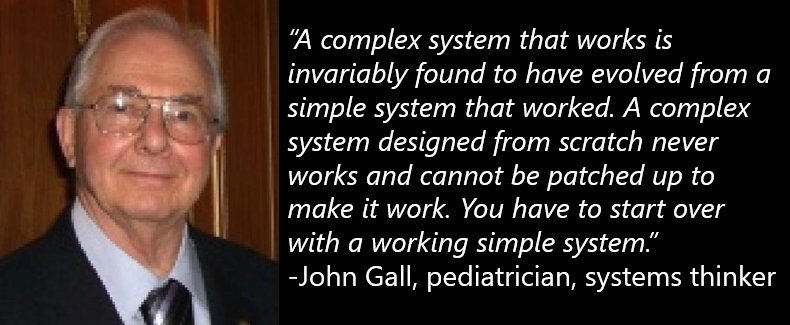 “A complex system that works is
invariably found to have evolved from a
simple system that worked. A complex
system designed from scratch never
works and cannot be patched up to
make it work. You have to start over
with a working simple system.”
-John Gall, pediatrician, systems thinker